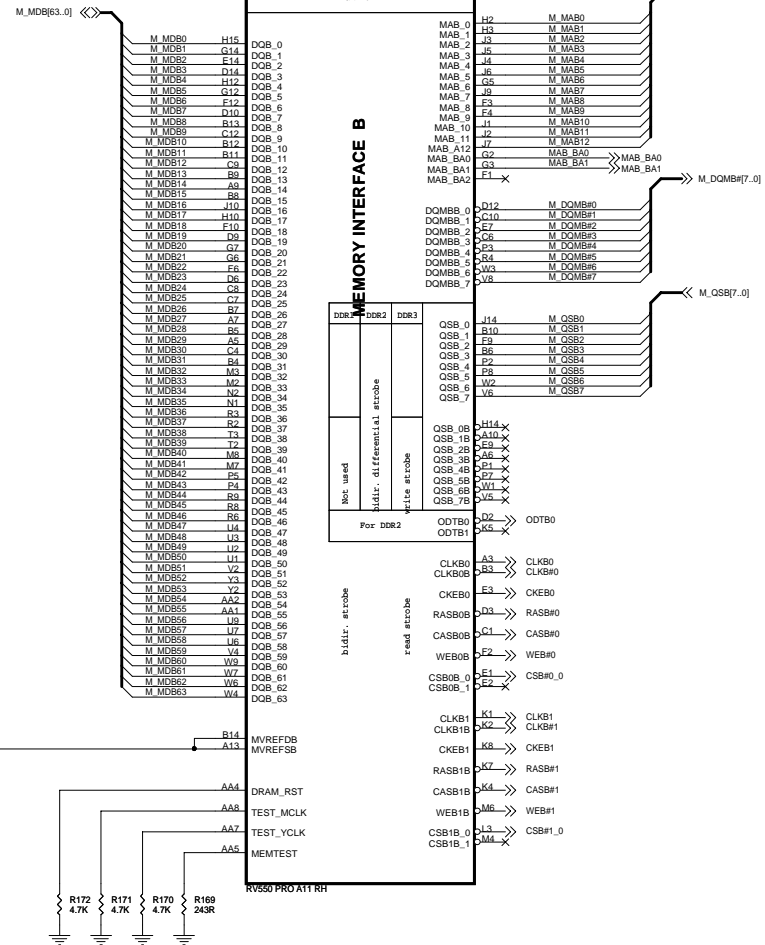 M_MDB[63..0]
M_MDB0 H15 DQB_0
M_MDB1 G14 DQB_1
M_MDB2 E14 DQB_2
M_MDB3 D14 DQB_3
M_MDB4 H12 DQB_4
M_MDB5 G12 DQB_5
M_MDB6 F12 DQB_6
M_MDB7 D10 DQB_7
M_MDB8 B13 DQB_8
M_MDB9 C12 DQB_9
M_MDB10 B12 DQB_10
M_MDB11 B11 DQB_11
M_MDB12 C9 DQB_12
M_MDB13 B9 DQB_13
M_MDB14 A9 DQB_14
M_MDB15 B8 DQB_15
M_MDB16 J10 DQB_16
M_MDB17 H10 DQB_17
M_MDB18 F10 DQB_18
M_MDB19 D9 DQB_19
M_MDB20 G7 DQB_20
M_MDB21 G6 DQB_21
M_MDB22 F6 DQB_22
M_MDB23 D6 DQB_23
M_MDB24 C8 DQB_24
M_MDB25 C7 DQB_25
M_MDB26 B7 DQB_26
M_MDB27 A7 DQB_27
M_MDB28 B5 DQB_28
M_MDB29 A5 DQB_29
M_MDB30 C4 DQB_30
M_MDB31 B4 DQB_31
M_MDB32 M3 DQB_32
M_MDB33 M2 DQB_33
M_MDB34 N2 DQB_34
M_MDB35 N1 DQB_35
M_MDB36 R3 DQB_36
M_MDB37 R2 DQB_37
M_MDB38 T3 DQB_38
M_MDB39 T2 DQB_39
M_MDB40 M8 DQB_40
M_MDB41 M7 DQB_41
M_MDB42 P5 DQB_42
M_MDB43 P4 DQB_43
M_MDB44 R9 DQB_44
M_MDB45 R8 DQB_45
M_MDB46 R6 DQB_46
M_MDB47 U4 DQB_47
M_MDB48 U3 DQB_48
M_MDB49 U2 DQB_49
M_MDB50 U1 DQB_50
M_MDB51 V2 DQB_51
M_MDB52 Y3 DQB_52
M_MDB53 Y2 DQB_53
M_MDB54 AA2 DQB_54
M_MDB55 AA1 DQB_55
M_MDB56 U9 DQB_56
M_MDB57 U7 DQB_57
M_MDB58 U6 DQB_58
M_MDB59 V4 DQB_59
M_MDB60 W9 DQB_60
M_MDB61 W7 DQB_61
M_MDB62 W6 DQB_62
M_MDB63 W4 DQB_63
B14 MVREFDB
A13 MVREFSB
AA4 DRAM_RST
AA8 TEST_MCLK
AA7 TEST_YCLK
AA5 MEMTEST
R172 4.7K
R171 4.7K
R170 4.7K
R169 243R
RV550 PRO A11 RH
MEMORY INTERFACE B
DDR1 DDR2 DDR3
Not used
bidir. differential strobe
write strobe
For DDR2
bidir. strobe
read strobe
MAB_0 H2 M_MAB0
MAB_1 H3 M_MAB1
MAB_2 J3 M_MAB2
MAB_3 J5 M_MAB3
MAB_4 J4 M_MAB4
MAB_5 J6 M_MAB5
MAB_6 G5 M_MAB6
MAB_7 J9 M_MAB7
MAB_8 F3 M_MAB8
MAB_9 F4 M_MAB9
MAB_10 J1 M_MAB10
MAB_11 J2 M_MAB11
MAB_A12 J7 M_MAB12
MAB_BA0 G2 MAB_BA0 MAB_BA0
MAB_BA1 G3 MAB_BA1 MAB_BA1
MAB_BA2 F1
M_DQMB#[7..0]
DQMBB_0 D12 M_DQMB#0
DQMBB_1 C10 M_DQMB#1
DQMBB_2 E7 M_DQMB#2
DQMBB_3 C6 M_DQMB#3
DQMBB_4 P3 M_DQMB#4
DQMBB_5 R4 M_DQMB#5
DQMBB_6 W3 M_DQMB#6
DQMBB_7 V8 M_DQMB#7
M_QSB[7..0]
QSB_0 J14 M_QSB0
QSB_1 B10 M_QSB1
QSB_2 F9 M_QSB2
QSB_3 B6 M_QSB3
QSB_4 P2 M_QSB4
QSB_5 P8 M_QSB5
QSB_6 W2 M_QSB6
QSB_7 V6 M_QSB7
QSB_0B H14
QSB_1B A10
QSB_2B E9
QSB_3B A6
QSB_4B P1
QSB_5B P7
QSB_6B W1
QSB_7B V5
ODTB0 D2 ODTB0
ODTB1 K5
CLKB0 A3 CLKB0
CLKB0B B3 CLKB#0
CKEB0 E3 CKEB0
RASB0B D3 RASB#0
CASB0B C1 CASB#0
WEB0B F2 WEB#0
CSB0B_0 E1 CSB#0_0
CSB0B_1 E2
CLKB1 K1 CLKB1
CLKB1B K2 CLKB#1
CKEB1 K8 CKEB1
RASB1B K7 RASB#1
CASB1B K4 CASB#1
WEB1B M6 WEB#1
CSB1B_0 L3 CSB#1_0
CSB1B_1 M4